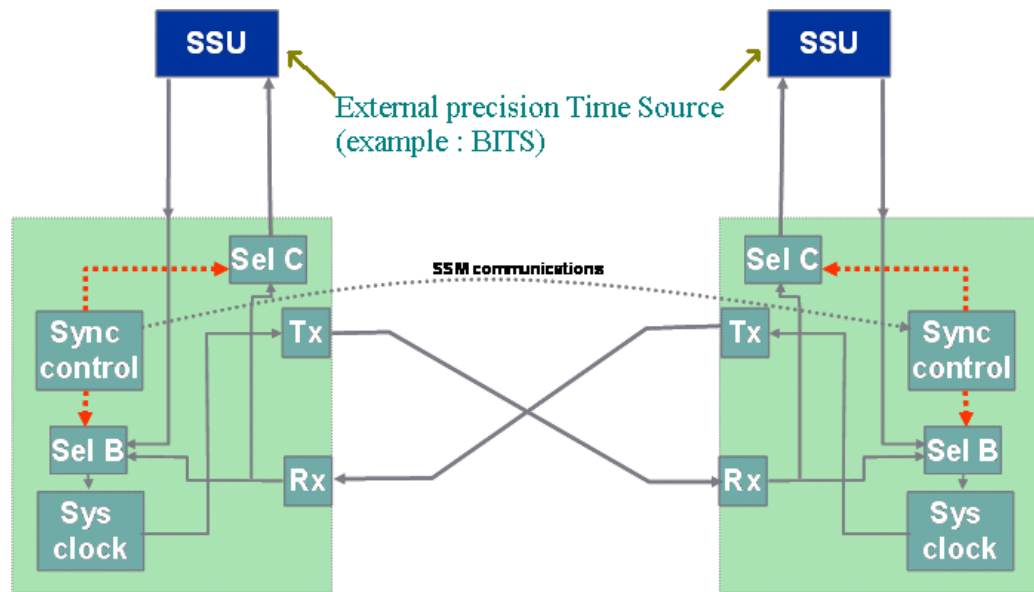 SSU
SSU
External precision Time Source
(example : BITS)
Sel C
Sel C
SSM communications
Sync
control
Tx
Tx
Sync
control
Sel B
Rx
Rx
Sel B
Sys
clock
Sys
clock